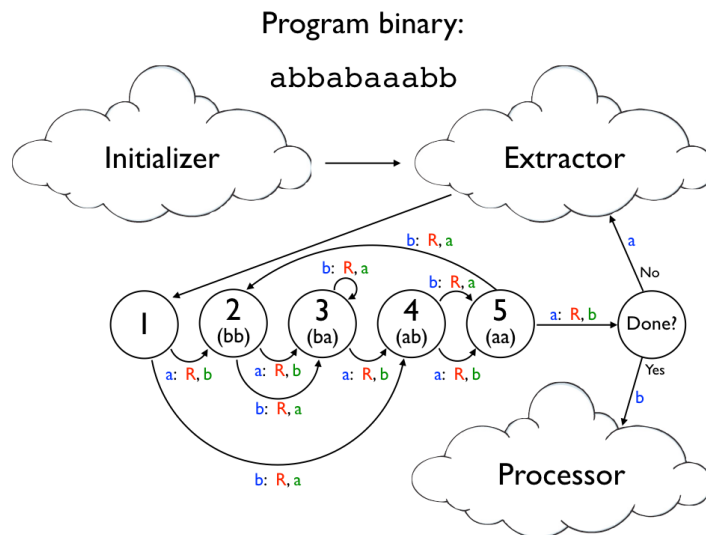 Program binary:
abbabaaabb
Initializer
Extractor
b: R, a
a
b: R, a
b: R, a
No
1
2
(bb)
3
(ba)
4
(ab)
5
(aa)
a: R, b
Done?
a: R, b
a: R, b
a: R, b
a: R, b
Yes
b
b: R, a
b: R, a
Processor